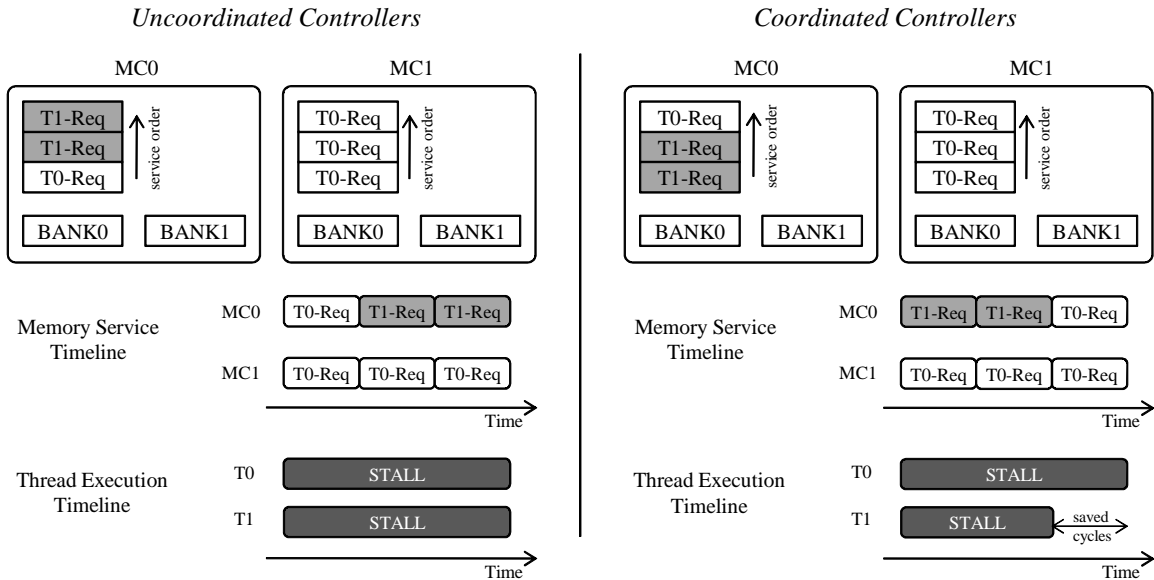 Uncoordinated Controllers
MC0
MC1
T1-Req
T1-Req
T0-Req
service order
BANK0
BANK1
T0-Req
T0-Req
T0-Req
service order
BANK0
BANK1
Memory Service
Timeline
MC0
T0-Req T1-Req T1-Req
MC1
T0-Req T0-Req T0-Req
Time
Thread Execution
Timeline
T0
STALL
T1
STALL
Time
Coordinated Controllers
MC0
MC1
T0-Req
T1-Req
T1-Req
service order
BANK0
BANK1
T0-Req
T0-Req
T0-Req
service order
BANK0
BANK1
Memory Service
Timeline
MC0
T1-Req T1-Req T0-Req
MC1
T0-Req T0-Req T0-Req
Time
Thread Execution
Timeline
T0
STALL
T1
STALL
saved
cycles
Time